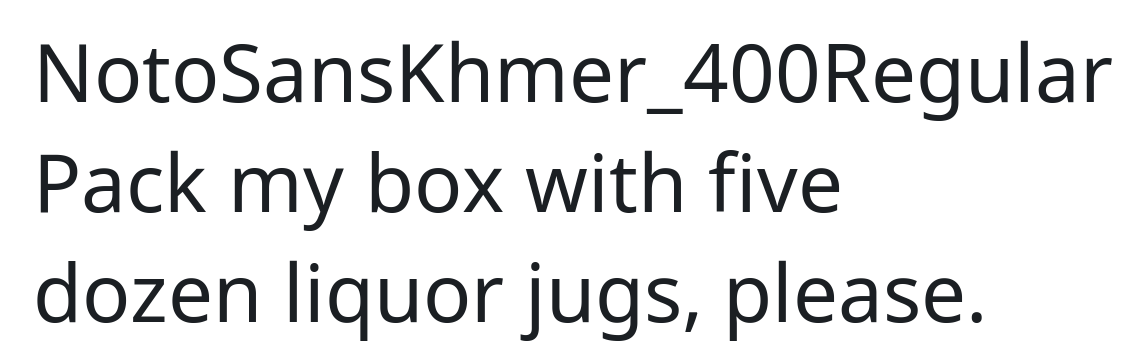 NotoSansKhmer_400Regular
Pack my box with five
dozen liquor jugs, please.